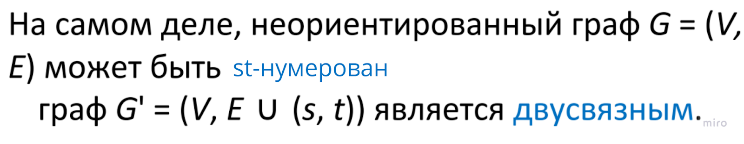 На самом деле, неориентированный граф G = (V,
E) может быть st-нумерован
граф G' = (V, E ∪ (s, t)) является двусвязным.
miro